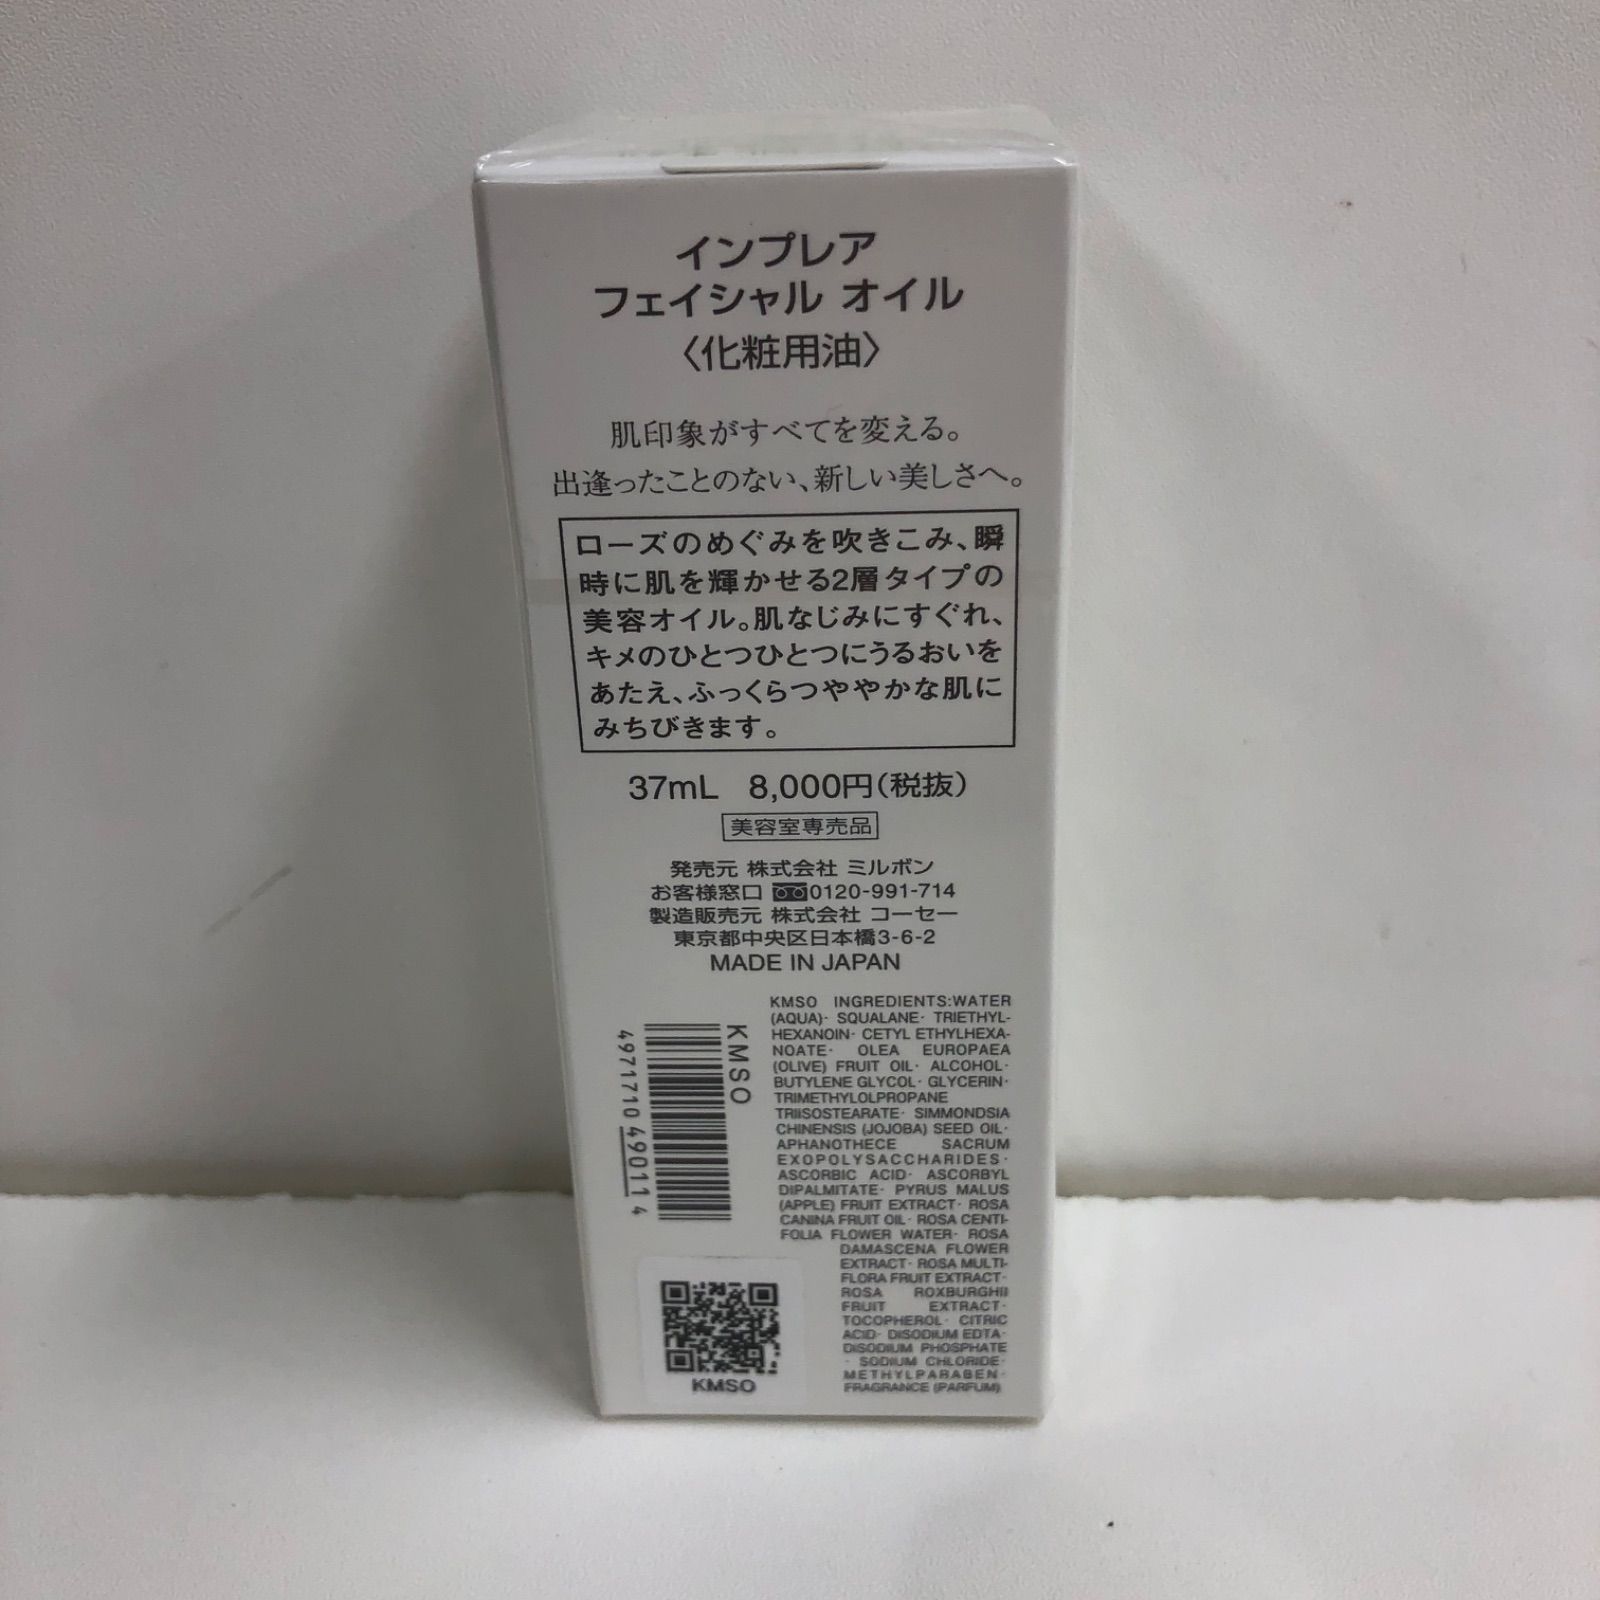 インプレア
フェイシャル オイル
〈化粧用油〉
肌印象がすべてを変える。
出逢ったことのない、新しい美しさへ。
ローズのめぐみを吹きこみ、瞬
時に肌を輝かせる2層タイプの
美容オイル。肌なじみにすぐれ、
キメのひとつひとつにうるおいを
あたえ、ふっくらつややかな肌に
みちびきます。
37mL 8,000円(税抜)
美容室専売品
発売元 株式会社 ミルボン
お客様窓口 0120-991-714
製造販売元 株式会社 コーセー
東京都中央区日本橋3-6-2
MADE IN JAPAN
KMSO INGREDIENTS:WATER
(AQUA)· SQUALANE· TRIETHYL-
HEXANOIN· CETYL ETHYLHEXA-
NOATE· OLEA EUROPAEA
(OLIVE) FRUIT OIL· ALCOHOL·
BUTYLENE GLYCOL· GLYCERIN·
TRIMETHYLOLPROPANE
TRIISOSTEARATE· SIMMONDSIA
CHINENSIS (JOJOBA) SEED OIL·
APHANOTHECE SACRUM
EXOPOLYSACCHARIDES·
ASCORBIC ACID· ASCORBYL
DIPALMITATE· PYRUS MALUS
(APPLE) FRUIT EXTRACT· ROSA
CANINA FRUIT OIL· ROSA CENTI-
FOLIA FLOWER WATER· ROSA
DAMASCENA FLOWER
EXTRACT· ROSA MULTI-
FLORA FRUIT EXTRACT·
ROSA ROXBURGHII
FRUIT EXTRACT·
TOCOPHEROL· CITRIC
ACID· DISODIUM EDTA·
DISODIUM PHOSPHATE
· SODIUM CHLORIDE·
METHYLPARABEN·
FRAGRANCE (PARFUM)
KMSO
4971710490114
KMSO